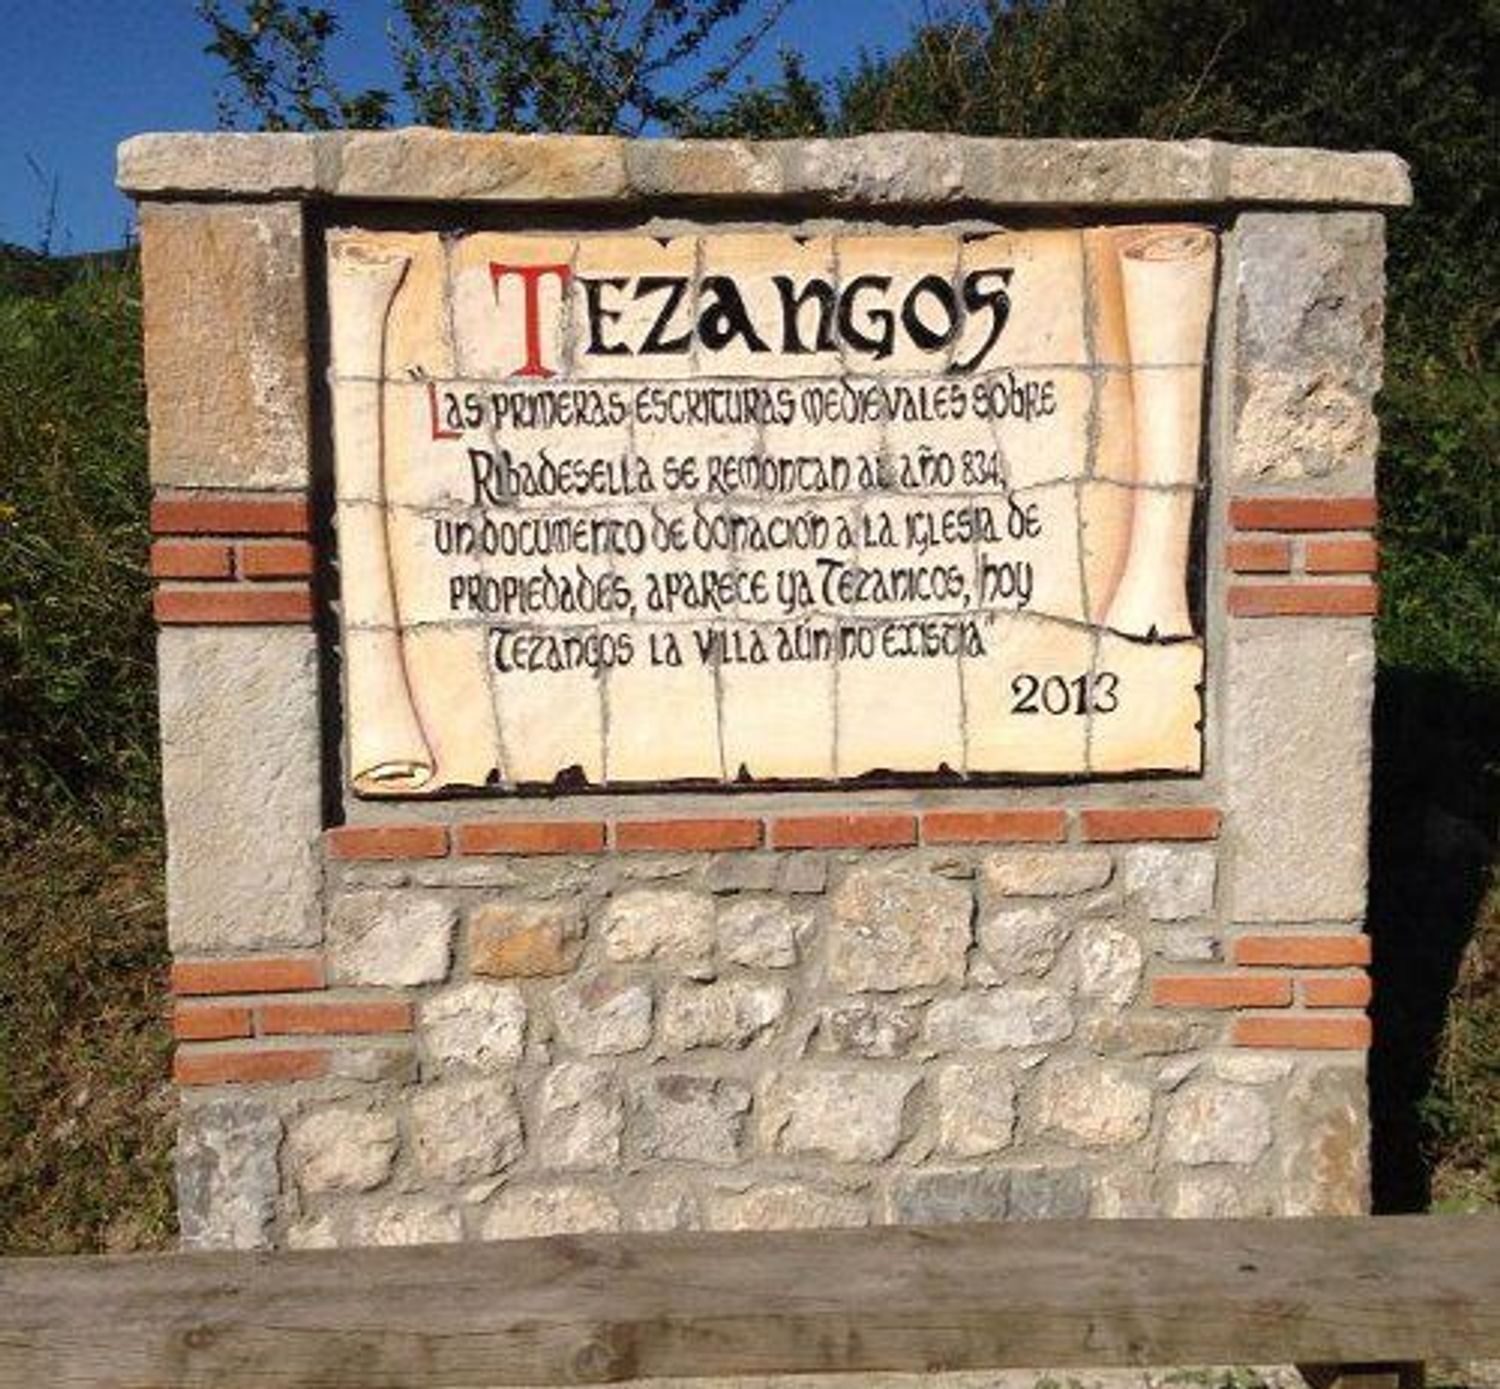 TEZANGOS
"LAS PRIMERAS ESCRITURAS MEDIEVALES SOBRE
RIBADESELLA SE REMONTAN AL AÑO 834,
UN DOCUMENTO DE DONACIÓN A LA IGLESIA DE
PROPIEDADES, APARECE YA TEZANICOS, HOY
TEZANGOS LA VILLA AÚN NO EXISTIA"
2013